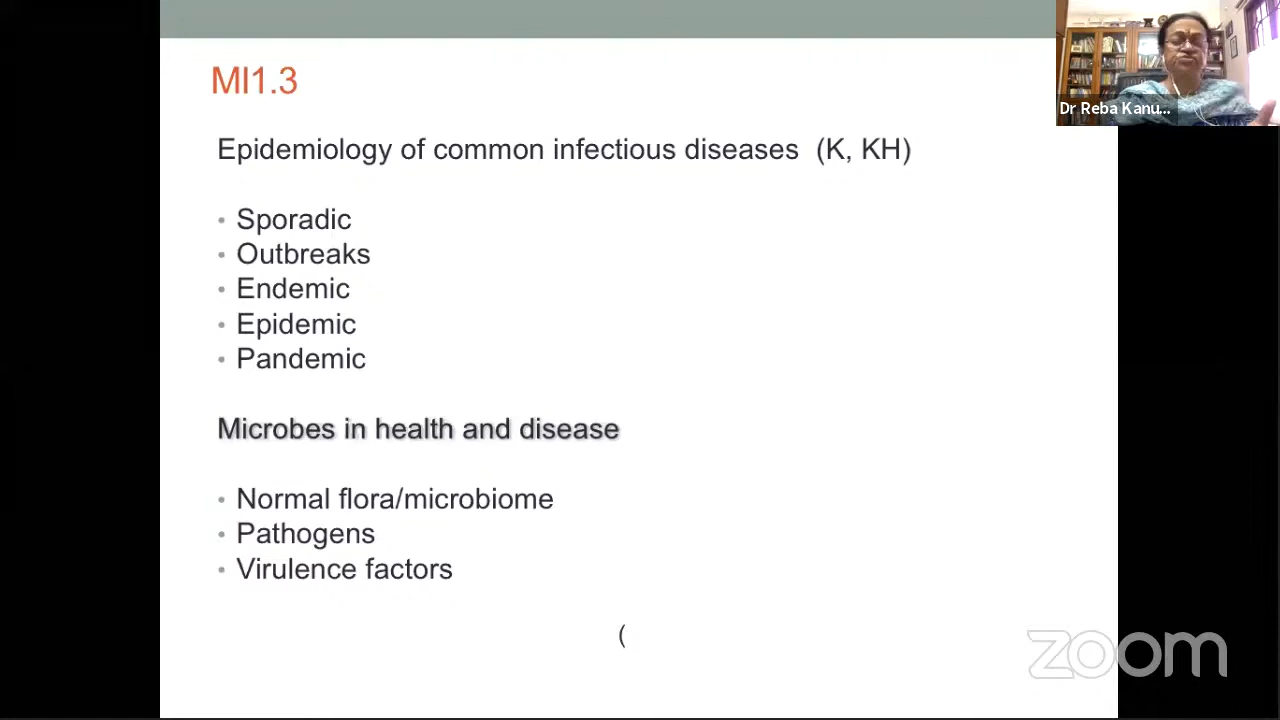 MI1.3
Dr Reba Kanu...
Epidemiology of common infectious diseases (K, KH)
• Sporadic
• Outbreaks
• Endemic
• Epidemic
• Pandemic
Microbes in health and disease
• Normal flora/microbiome
• Pathogens
• Virulence factors
(
zoom